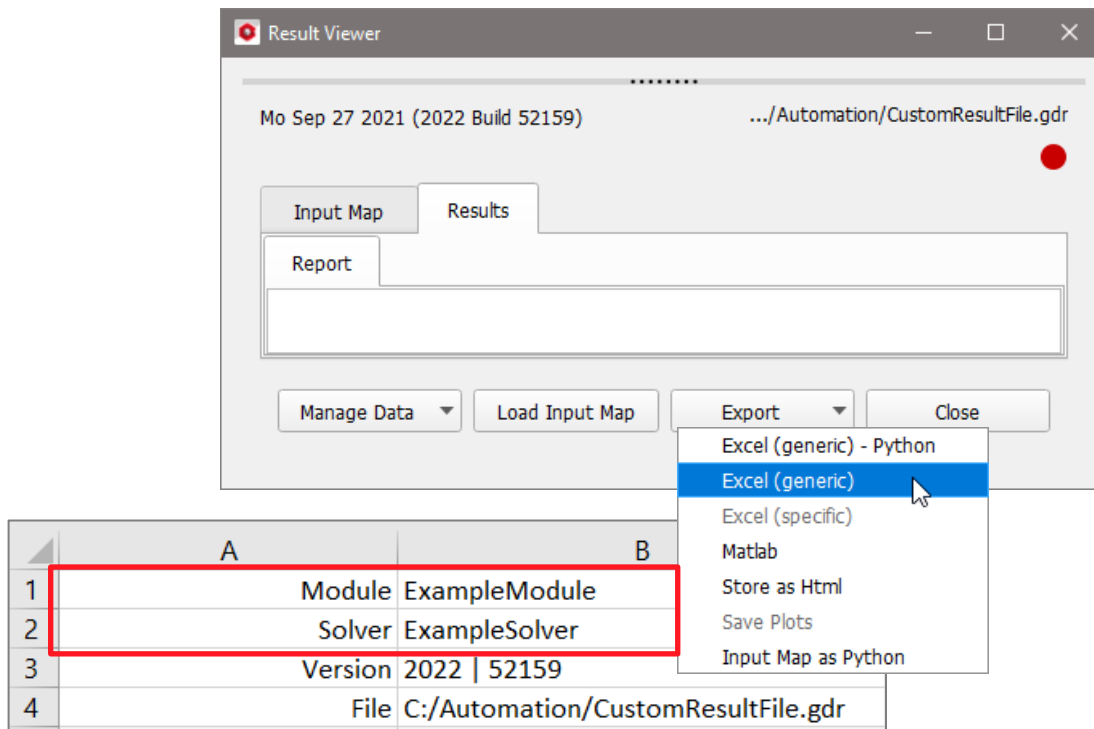 Result Viewer
Mo Sep 27 2021 (2022 Build 52159)
.../Automation/CustomResultFile.gdr
Input Map
Results
Report
Manage Data
Load Input Map
Export
Close
Excel (generic) - Python
Excel (generic)
Excel (specific)
Matlab
Store as Html
Save Plots
Input Map as Python
A B
1 Module ExampleModule
2 Solver ExampleSolver
3 Version 2022 | 52159
4 File C:/Automation/CustomResultFile.gdr